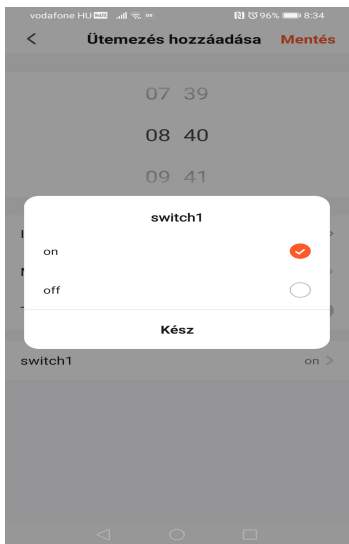 vodafone HU 96% 8:34
Ütemezés hozzáadása Mentés
07 39
08 40
09 41
switch1
on
off
Kész
switch1 on